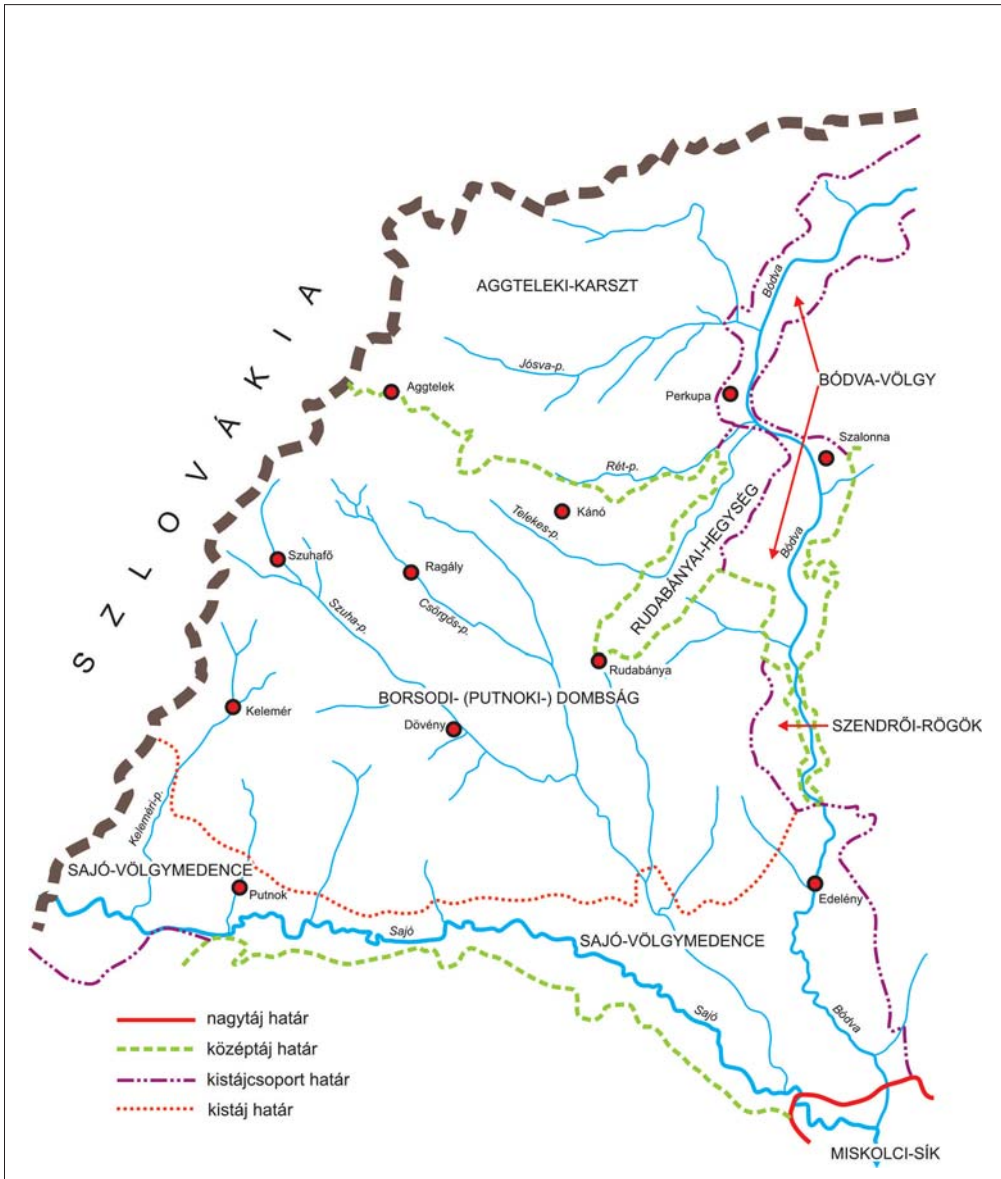 SZLOVÁKIA
AGGTELEKI-KARSZT
Bódva
Jósva-p.
BÓDVA-VÖLGY
Aggtelek
Perkupa
Szalonna
Rét-p.
Kánó
Telekes-p.
RUDABÁNYAI-HEGYSÉG
Bódva
Szuhafő
Ragály
Szuha-p.
Csörgős-p.
Rudabánya
BORSODI- (PUTNOKI-) DOMBSÁG
Kelemér
Dövény
SZENDRŐI-RÖGÖK
Keleméri-p.
SAJÓ-VÖLGYMEDENCE
Putnok
Edelény
Sajó
SAJÓ-VÖLGYMEDENCE
Sajó
Bódva
nagytáj határ
középtáj határ
kistájcsoport határ
kistáj határ
MISKOLCI-SÍK